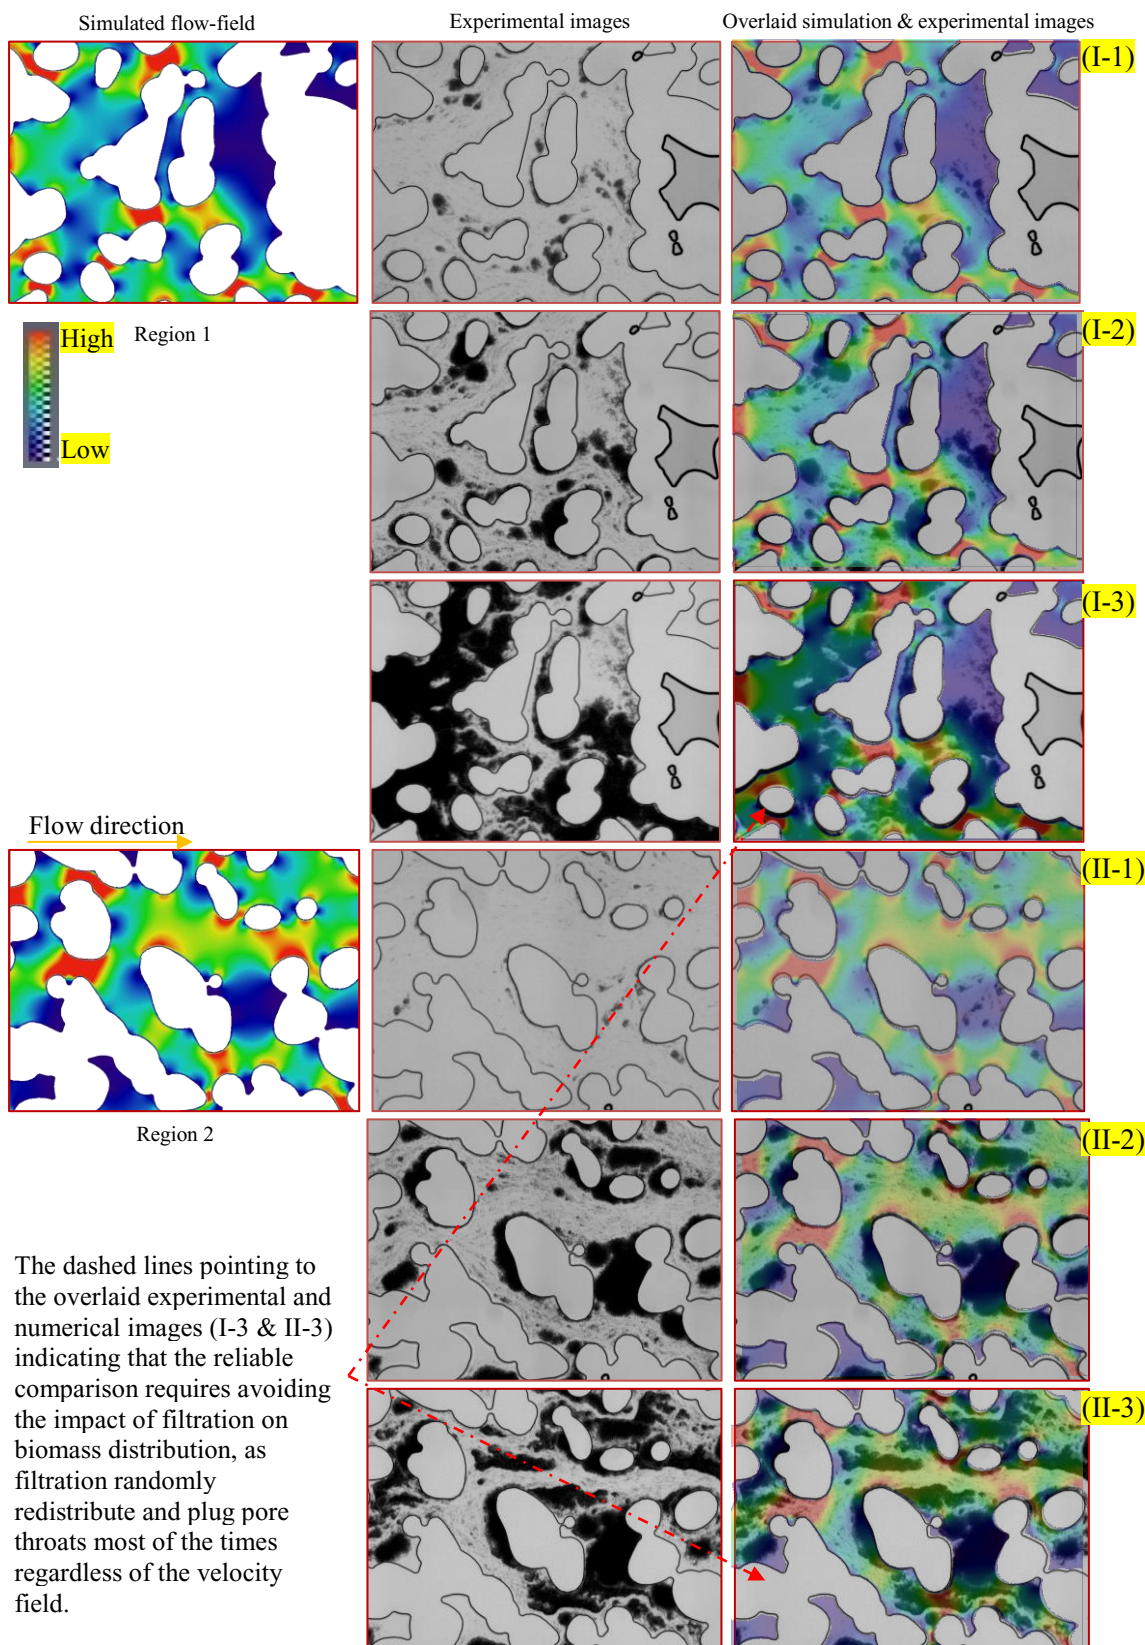 Simulated flow-field
Experimental images
Overlaid simulation & experimental images
(I-1)
High
Region 1
Low
(I-2)
(I-3)
Flow direction
(II-1)
Region 2
(II-2)
The dashed lines pointing to
the overlaid experimental and
numerical images (I-3 & II-3)
indicating that the reliable
comparison requires avoiding
the impact of filtration on
biomass distribution, as
filtration randomly
redistribute and plug pore
throats most of the times
regardless of the velocity
field.
(II-3)